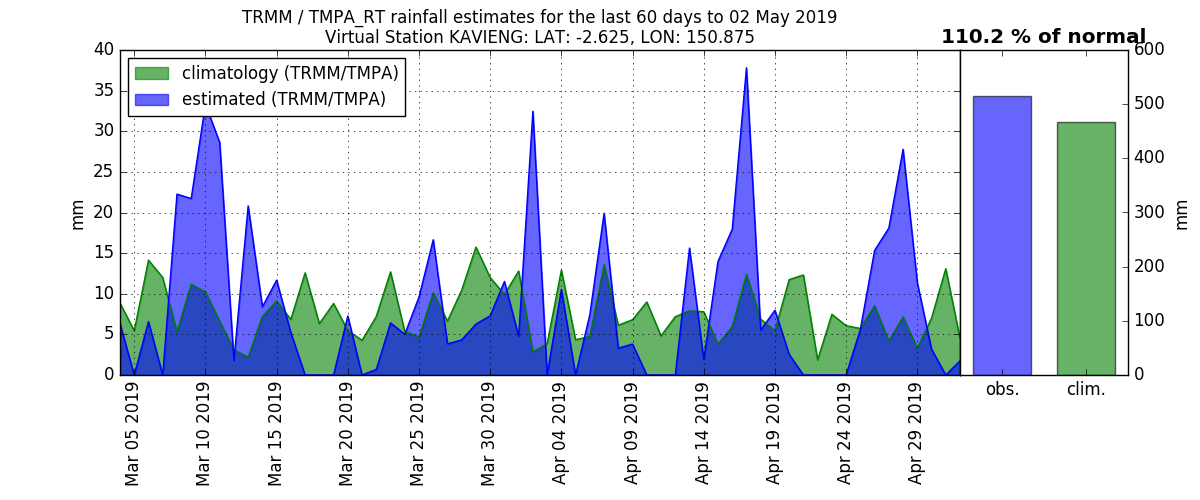 TRMM / TMPA_RT rainfall estimates for the last 60 days to 02 May 2019
Virtual Station KAVIENG: LAT: -2.625, LON: 150.875
110.2 % of normal
climatology (TRMM/TMPA)
estimated (TRMM/TMPA)
40
35
30
25
20
15
10
5
0
mm
Mar 05 2019
Mar 10 2019
Mar 15 2019
Mar 20 2019
Mar 25 2019
Mar 30 2019
Apr 04 2019
Apr 09 2019
Apr 14 2019
Apr 19 2019
Apr 24 2019
Apr 29 2019
obs.
clim.
600
500
400
300
200
100
0
mm